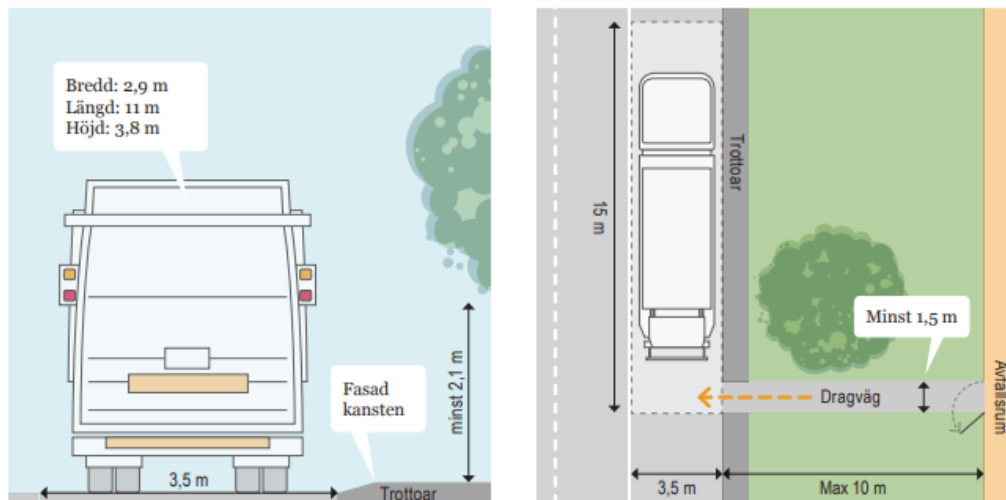 Bredd: 2,9 m
Längd: 11 m
Höjd: 3,8 m
minst 2,1 m
Fasad
kansten
3,5 m
Trottoar
Trottoar
15 m
Minst 1,5 m
Dragväg
Avfallsrum
3,5 m
Max 10 m